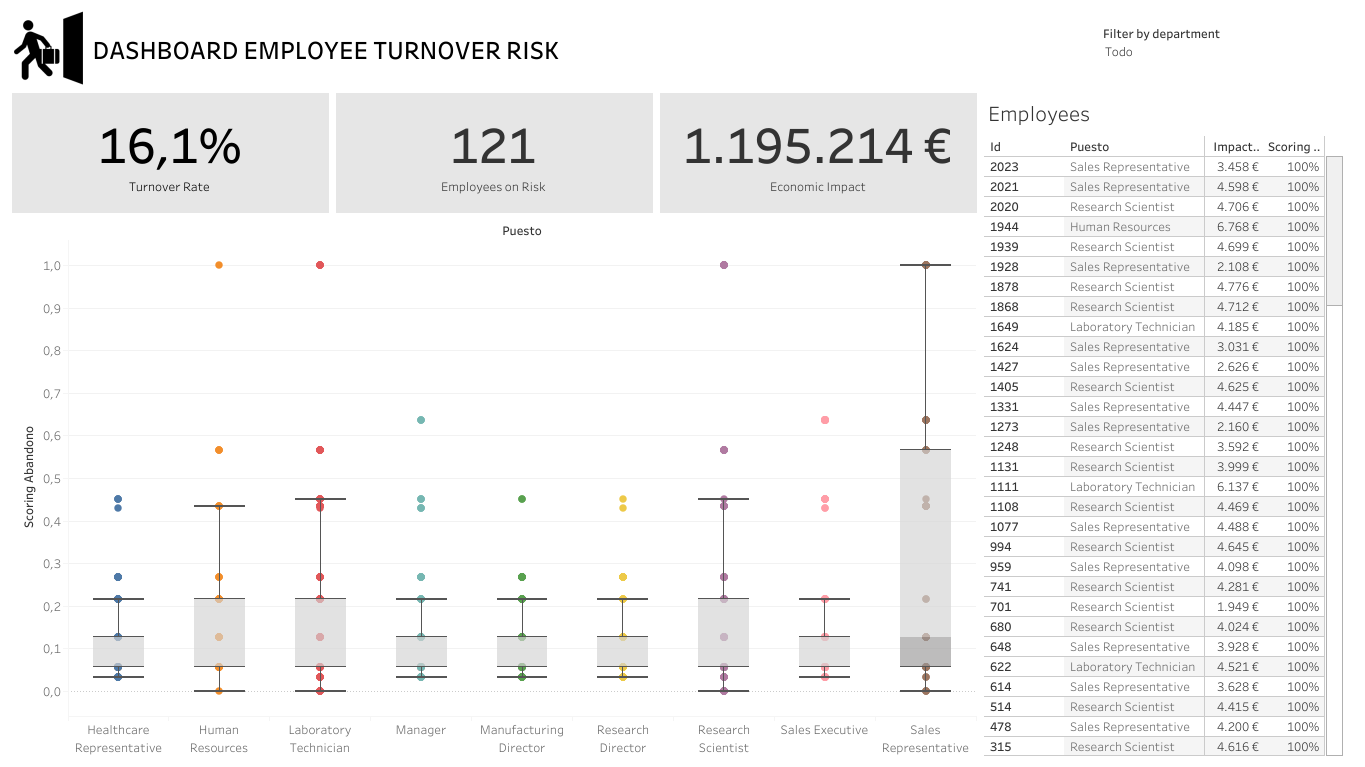 DASHBOARD EMPLOYEE TURNOVER RISK
Filter by department
Todo
16,1%
Turnover Rate
121
Employees on Risk
1.195.214 €
Economic Impact
Puesto
Scoring Abandono
1,0
0,9
0,8
0,7
0,6
0,5
0,4
0,3
0,2
0,1
0,0
Healthcare
Representative
Human
Resources
Laboratory
Technician
Manager
Manufacturing
Director
Research
Director
Research
Scientist
Sales Executive
Sales
Representative
Employees
Id Puesto Impact.. Scoring ..
2023 Sales Representative 3.458 € 100%
2021 Sales Representative 4.598 € 100%
2020 Research Scientist 4.706 € 100%
1944 Human Resources 6.768 € 100%
1939 Research Scientist 4.699 € 100%
1928 Sales Representative 2.108 € 100%
1878 Research Scientist 4.776 € 100%
1868 Research Scientist 4.712 € 100%
1649 Laboratory Technician 4.185 € 100%
1624 Sales Representative 3.031 € 100%
1427 Sales Representative 2.626 € 100%
1405 Research Scientist 4.625 € 100%
1331 Sales Representative 4.447 € 100%
1273 Sales Representative 2.160 € 100%
1248 Research Scientist 3.592 € 100%
1131 Research Scientist 3.999 € 100%
1111 Laboratory Technician 6.137 € 100%
1108 Research Scientist 4.469 € 100%
1077 Sales Representative 4.488 € 100%
994 Research Scientist 4.645 € 100%
959 Sales Representative 4.098 € 100%
741 Research Scientist 4.281 € 100%
701 Research Scientist 1.949 € 100%
680 Research Scientist 4.024 € 100%
648 Sales Representative 3.928 € 100%
622 Laboratory Technician 4.521 € 100%
614 Sales Representative 3.628 € 100%
514 Research Scientist 4.415 € 100%
478 Sales Representative 4.200 € 100%
315 Research Scientist 4.616 € 100%